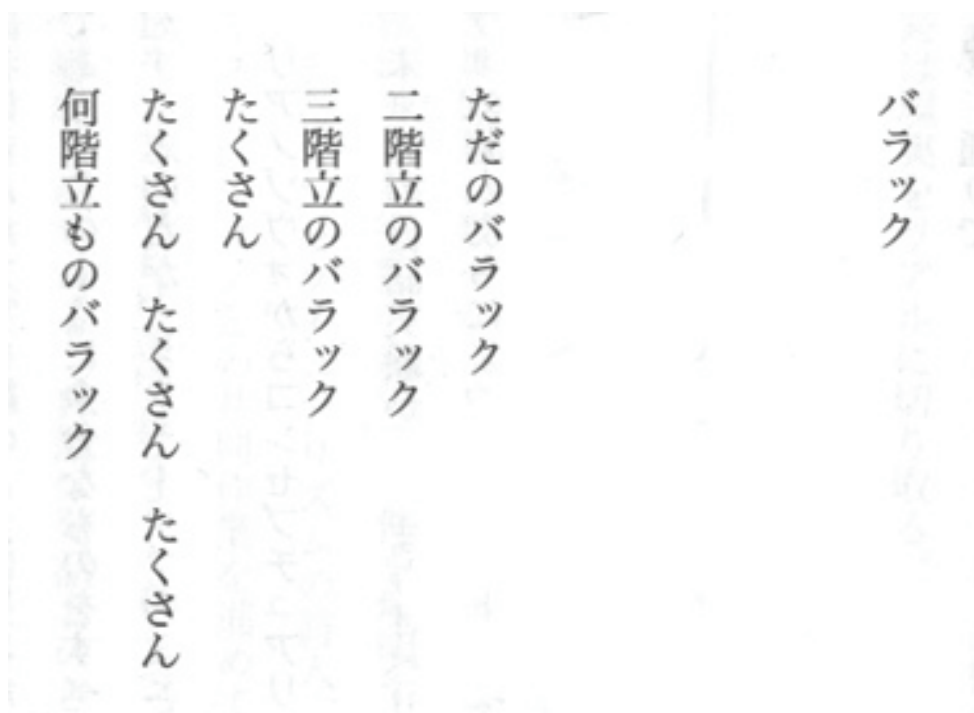 バラック
ただのバラック
二階立のバラック
三階立のバラック
たくさん
たくさん　たくさん　たくさん
何階立ものバラック